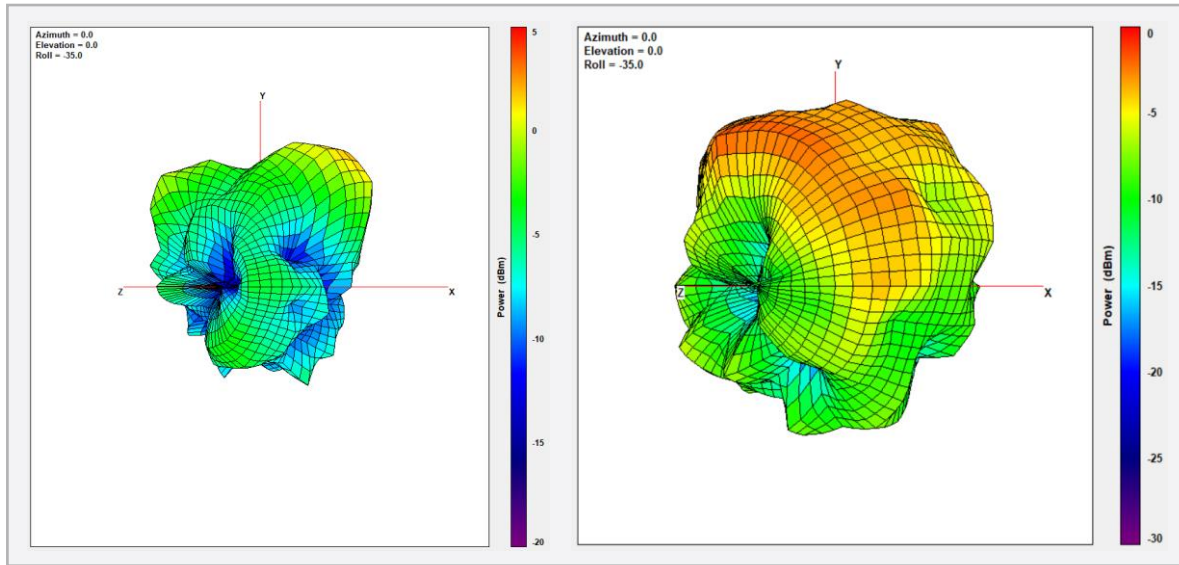 Azimuth = 0.0
Elevation = 0.0
Roll = -35.0
Y
Z
X
5
0
-5
-10
-15
-20
Power (dBm)
Azimuth = 0.0
Elevation = 0.0
Roll = -35.0
Y
Z
X
0
-5
-10
-15
-20
-25
-30
Power (dBm)